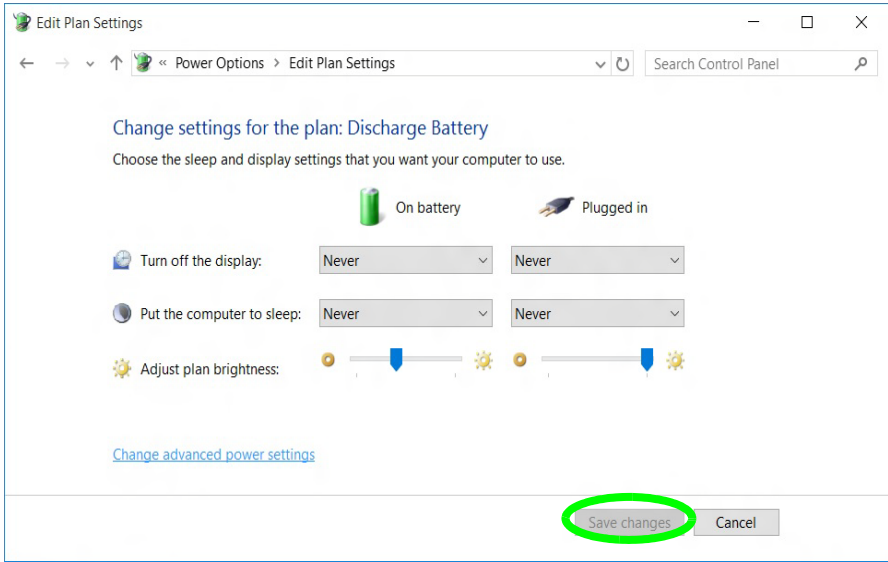 Edit Plan Settings
« Power Options > Edit Plan Settings
Search Control Panel
Change settings for the plan: Discharge Battery
Choose the sleep and display settings that you want your computer to use.
On battery Plugged in
Turn off the display: Never Never
Put the computer to sleep: Never Never
Adjust plan brightness:
Change advanced power settings
Save changes Cancel